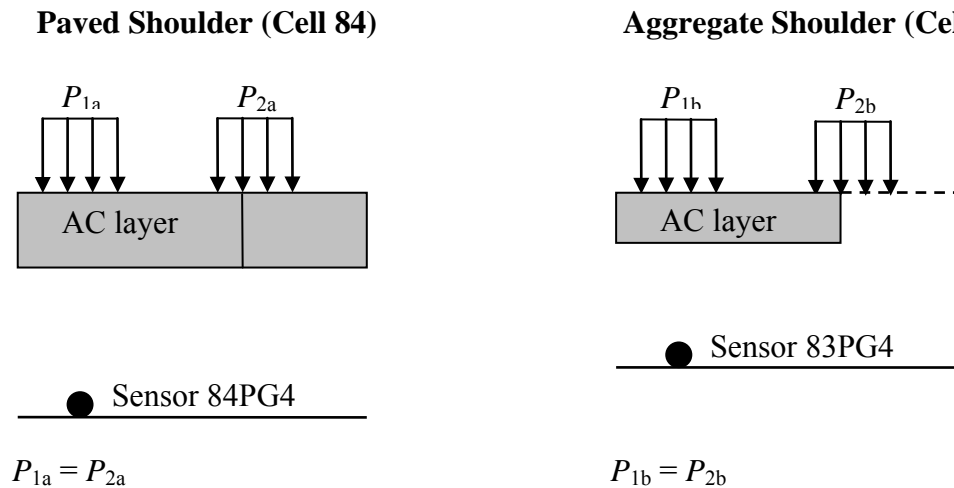 Paved Shoulder (Cell 84)
Aggregate Shoulder (Cel
P1a
P2a
P1b
P2b
AC layer
AC layer
Sensor 84PG4
Sensor 83PG4
P1a = P2a
P1b = P2b